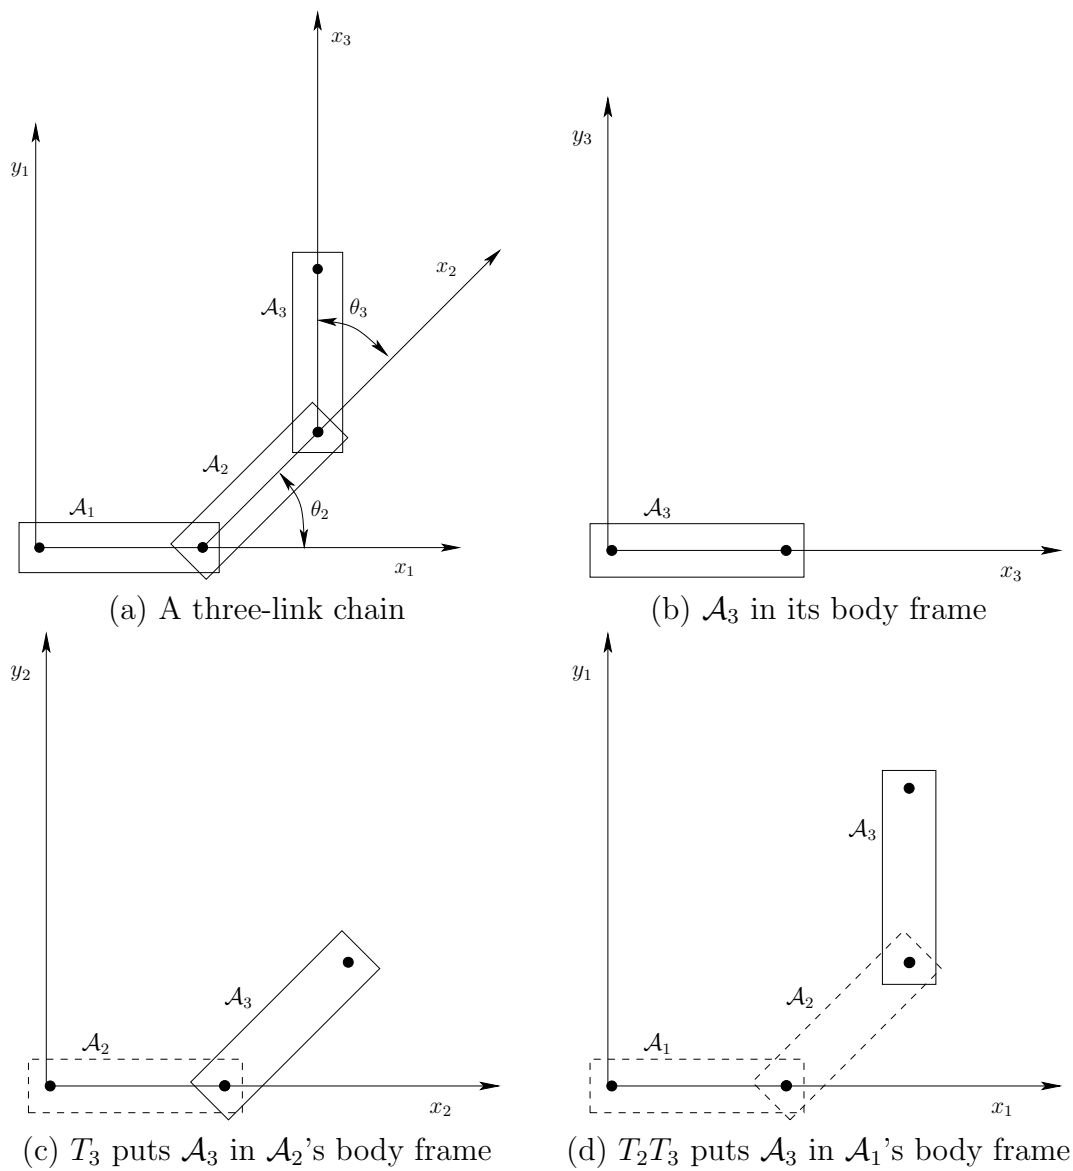 x₃
y₁
x₂
𝒜₃
θ₃
𝒜₂
θ₂
𝒜₁
x₁
(a) A three-link chain
y₃
𝒜₃
x₃
(b) 𝒜₃ in its body frame
y₂
𝒜₃
𝒜₂
x₂
(c) T₃ puts 𝒜₃ in 𝒜₂'s body frame
y₁
𝒜₃
𝒜₂
𝒜₁
x₁
(d) T₂T₃ puts 𝒜₃ in 𝒜₁'s body frame